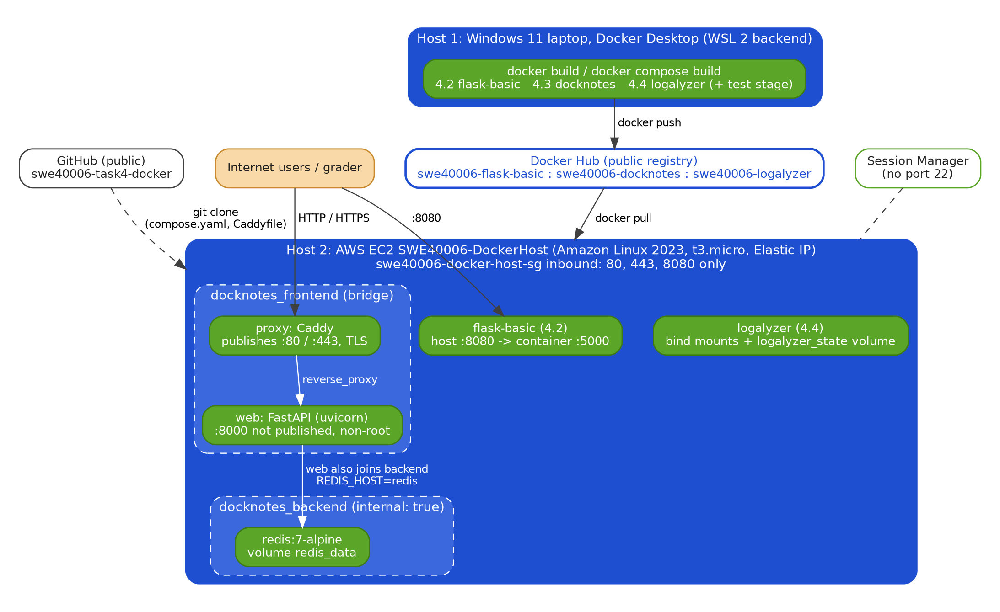 Host 1: Windows 11 laptop, Docker Desktop (WSL 2 backend)
docker build / docker compose build
4.2 flask-basic   4.3 docknotes   4.4 logalyzer (+ test stage)
docker push
GitHub (public)
swe40006-task4-docker
Internet users / grader
Docker Hub (public registry)
swe40006-flask-basic : swe40006-docknotes : swe40006-logalyzer
Session Manager
(no port 22)
git clone
(compose.yaml, Caddyfile)
HTTP / HTTPS
:8080
docker pull
Host 2: AWS EC2 SWE40006-DockerHost (Amazon Linux 2023, t3.micro, Elastic IP)
swe40006-docker-host-sg inbound: 80, 443, 8080 only
docknotes_frontend (bridge)
proxy: Caddy
publishes :80 / :443, TLS
flask-basic (4.2)
host :8080 -> container :5000
logalyzer (4.4)
bind mounts + logalyzer_state volume
reverse_proxy
web: FastAPI (uvicorn)
:8000 not published, non-root
web also joins backend
REDIS_HOST=redis
docknotes_backend (internal: true)
redis:7-alpine
volume redis_data